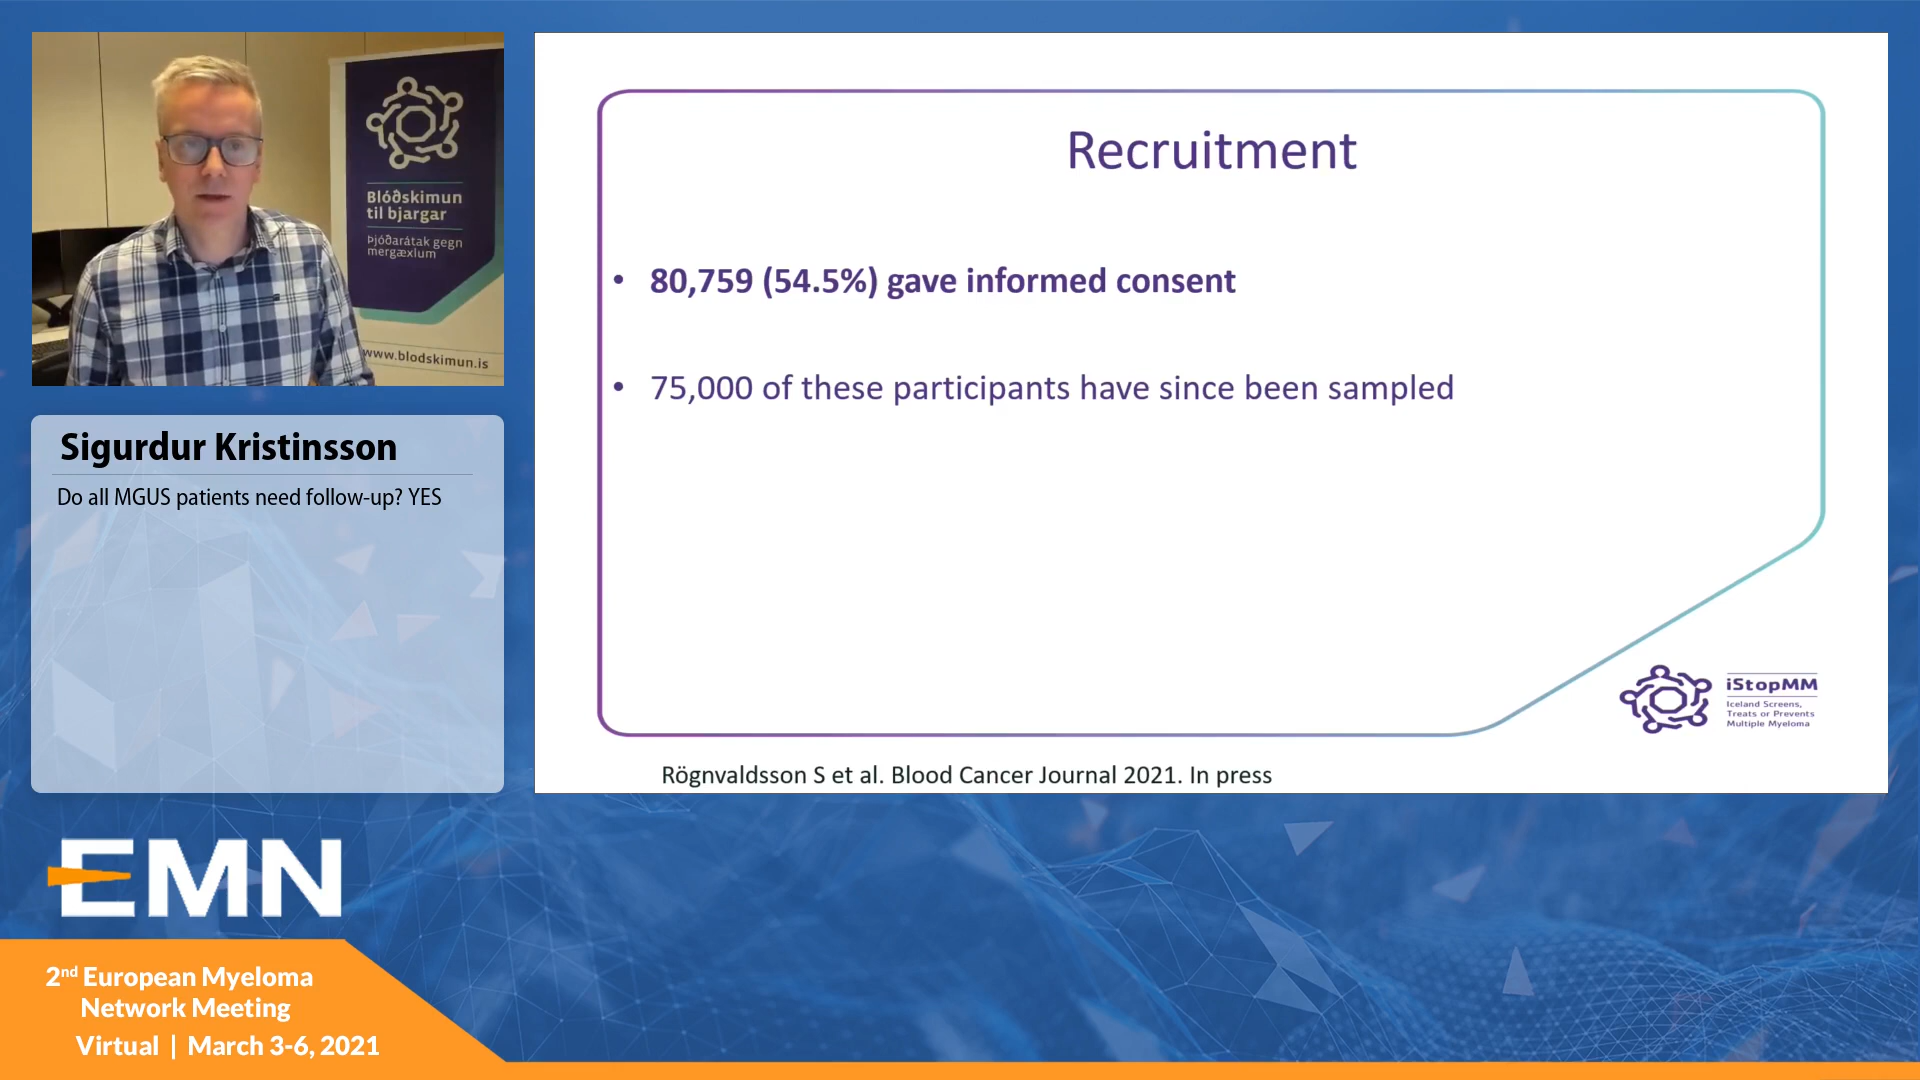 Blóðskimun
til bjargar
Þjóðarátak gegn
mergæxlum
www.blodskimun.is
Sigurdur Kristinsson
Do all MGUS patients need follow-up? YES
Recruitment
• 80,759 (54.5%) gave informed consent
• 75,000 of these participants have since been sampled
iStopMM
Iceland Screens,
Treats or Prevents
Multiple Myeloma
Rögnvaldsson S et al. Blood Cancer Journal 2021. In press
EMN
2nd European Myeloma
Network Meeting
Virtual | March 3-6, 2021